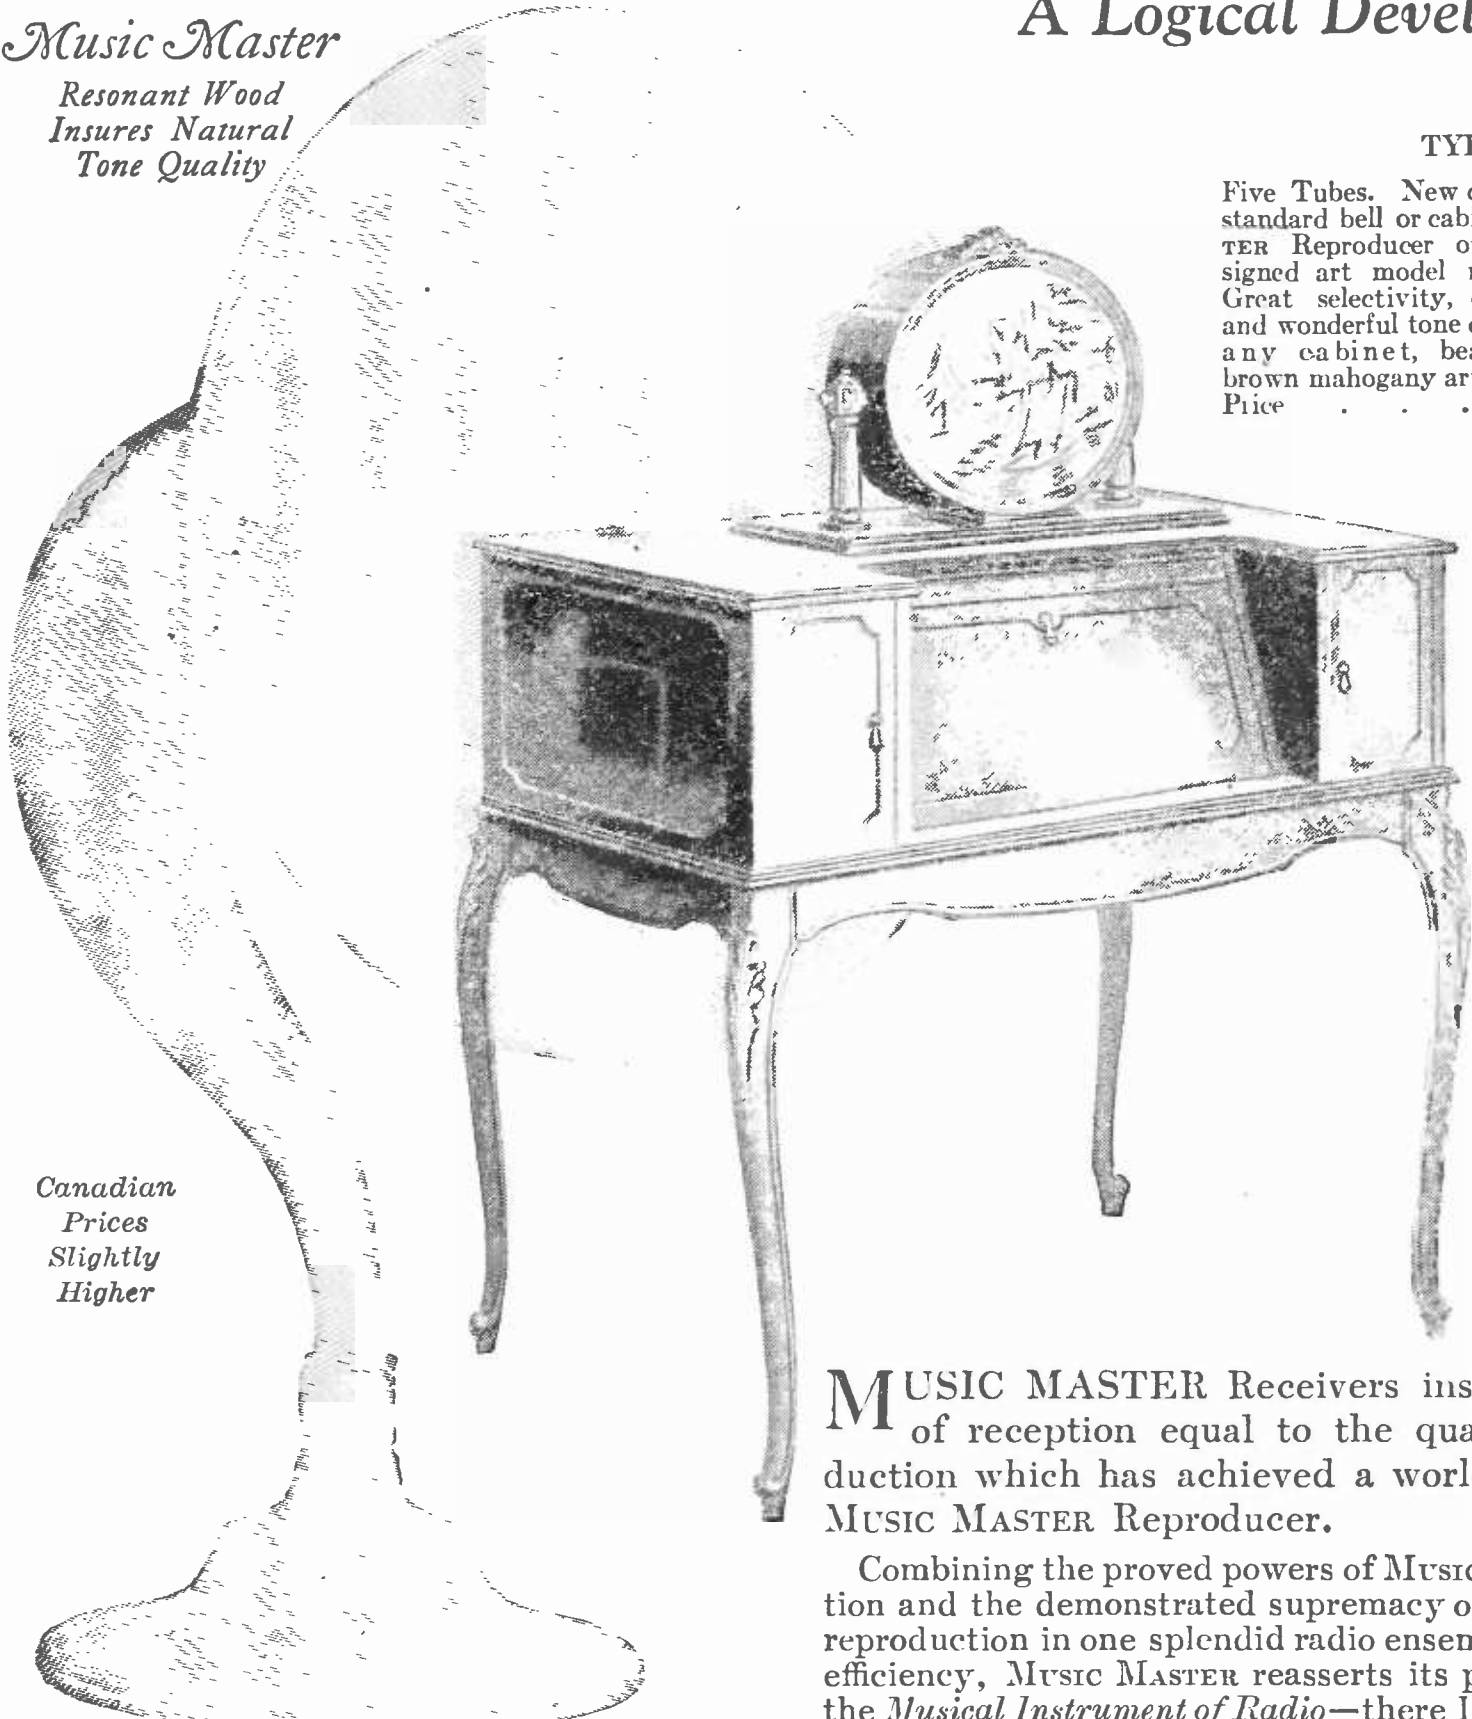 Music Master
Resonant Wood
Insures Natural
Tone Quality
A Logical Devel
TYP
Five Tubes. New
standard bell or cab
TER Reproducer
signed art model
Great selectivity,
and wonderful tone
any cabinet, bea
brown mahogany ar
Price . . .
Canadian
Prices
Slightly
Higher
MUSIC MASTER Receivers ins
of reception equal to the qua
duction which has achieved a worl
MUSIC MASTER Reproducer.
Combining the proved powers of MUSIC
tion and the demonstrated supremacy o
reproduction in one splendid radio ensem
efficiency, MUSIC MASTER reasserts its p
the Musical Instrument of Radio—there I